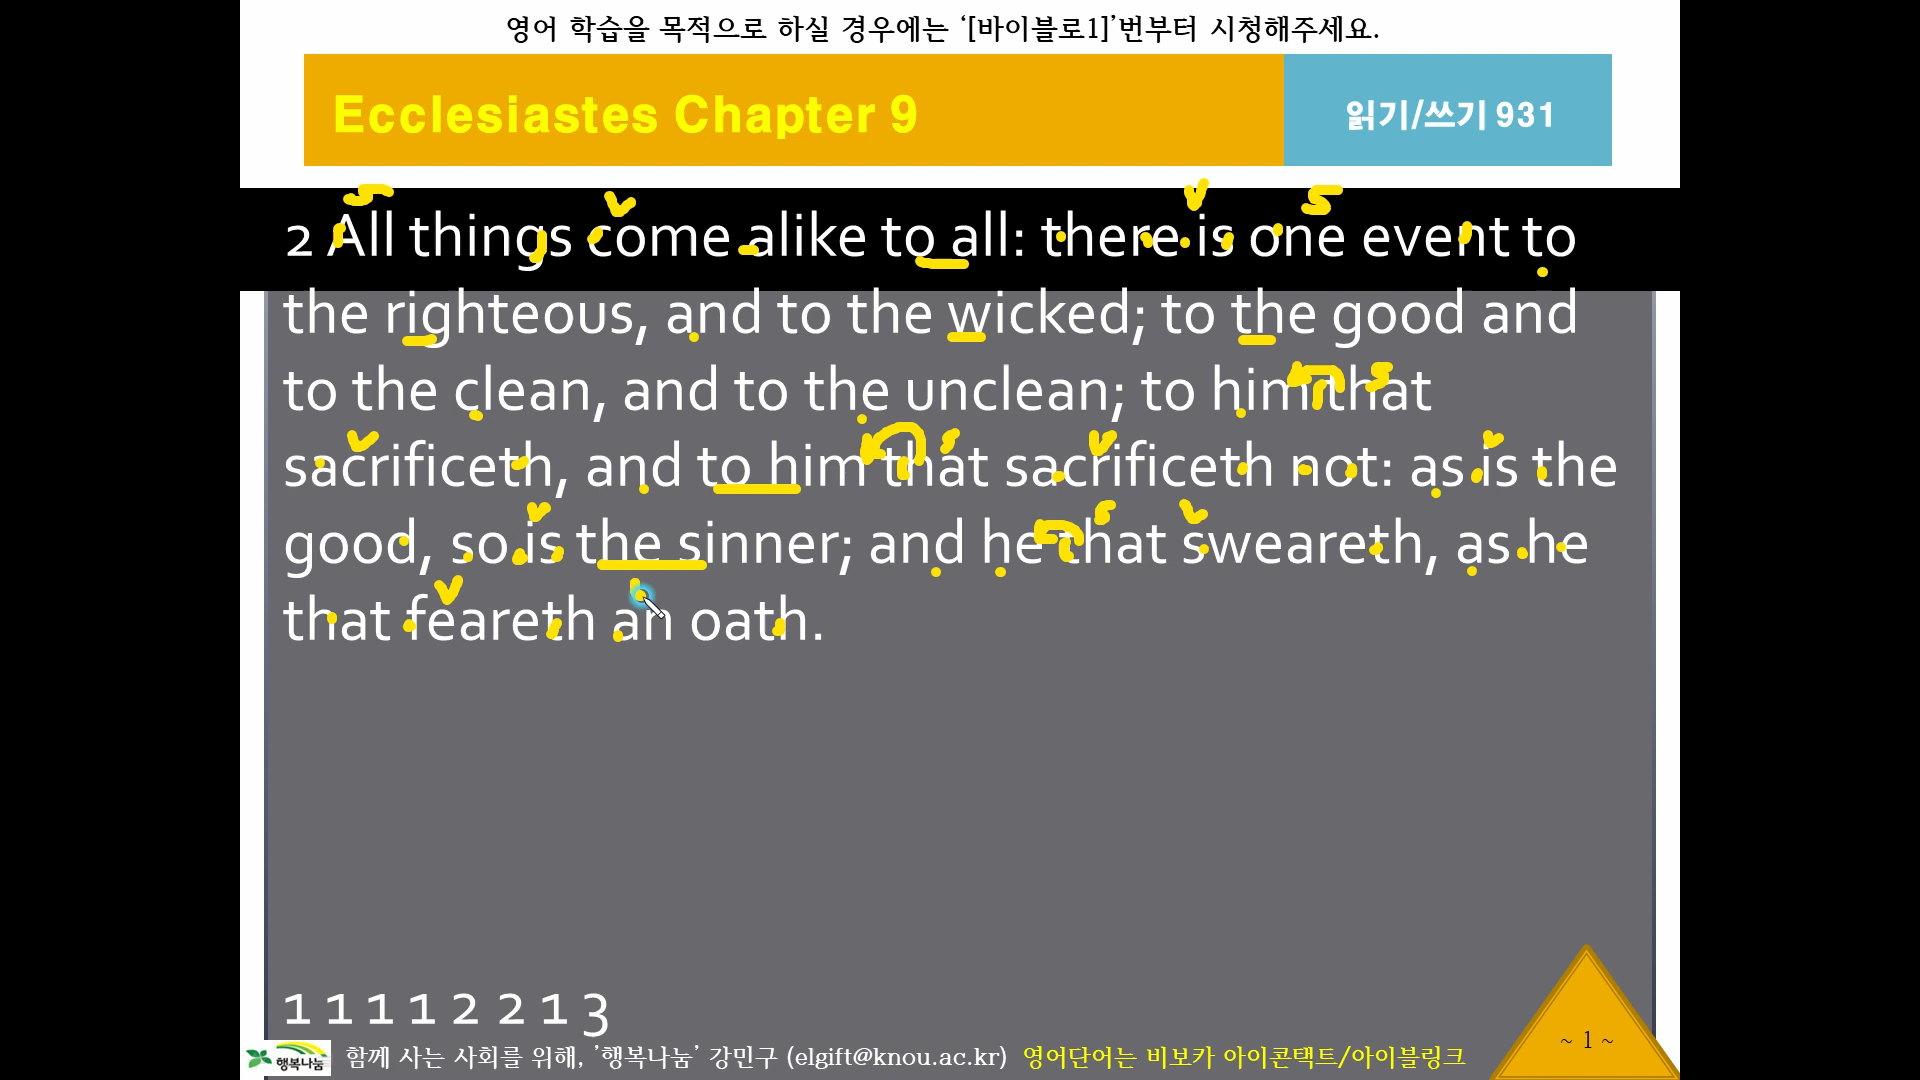 영어 학습을 목적으로 하실 경우에는 ‘[바이블로1]’번부터 시청해주세요.
Ecclesiastes Chapter 9
읽기/쓰기 931
2 All things come alike to all: there is one event to
the righteous, and to the wicked; to the good and
to the clean, and to the unclean; to him that
sacrificeth, and to him that sacrificeth not: as is the
good, so is the sinner; and he that sweareth, as he
that feareth an oath.
1 1 1 1 2 2 1 3
행복나눔 함께 사는 사회를 위해, ’행복나눔’ 강민구 (elgift@knou.ac.kr) 영어단어는 비보카 아이콘택트/아이블링크
~ 1 ~